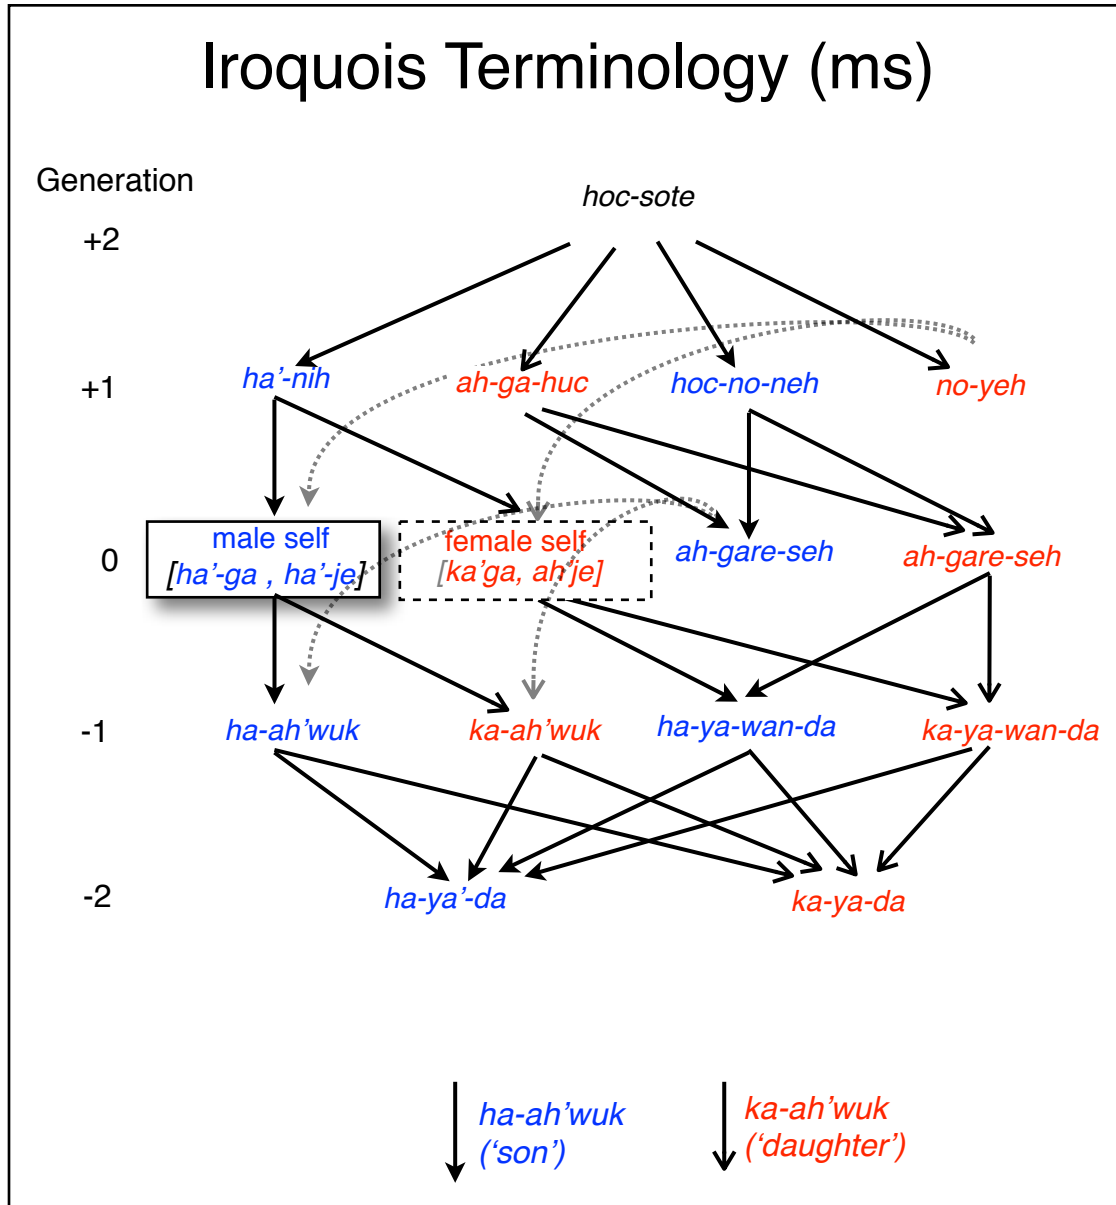 Iroquois Terminology (ms)
Generation
hoc-sote
+2
+1
ha’-nih
ah-ga-huc
hoc-no-neh
no-yeh
0
male self
[ha’-ga , ha’-je]
female self
[ka’ga, ah’je]
ah-gare-seh
ah-gare-seh
-1
ha-ah’wuk
ka-ah’wuk
ha-ya-wan-da
ka-ya-wan-da
-2
ha-ya’-da
ka-ya-da
ha-ah’wuk
(‘son’)
ka-ah’wuk
(‘daughter’)